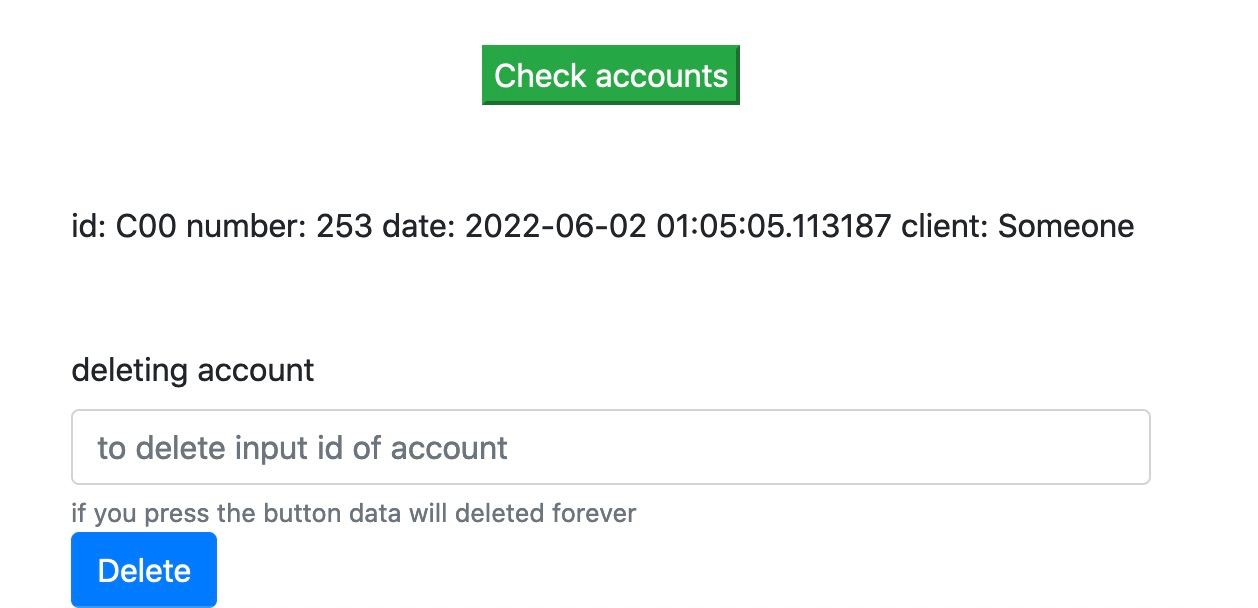 Check accounts
id: C00 number: 253 date: 2022-06-02 01:05:05.113187 client: Someone
deleting account
to delete input id of account
if you press the button data will deleted forever
Delete